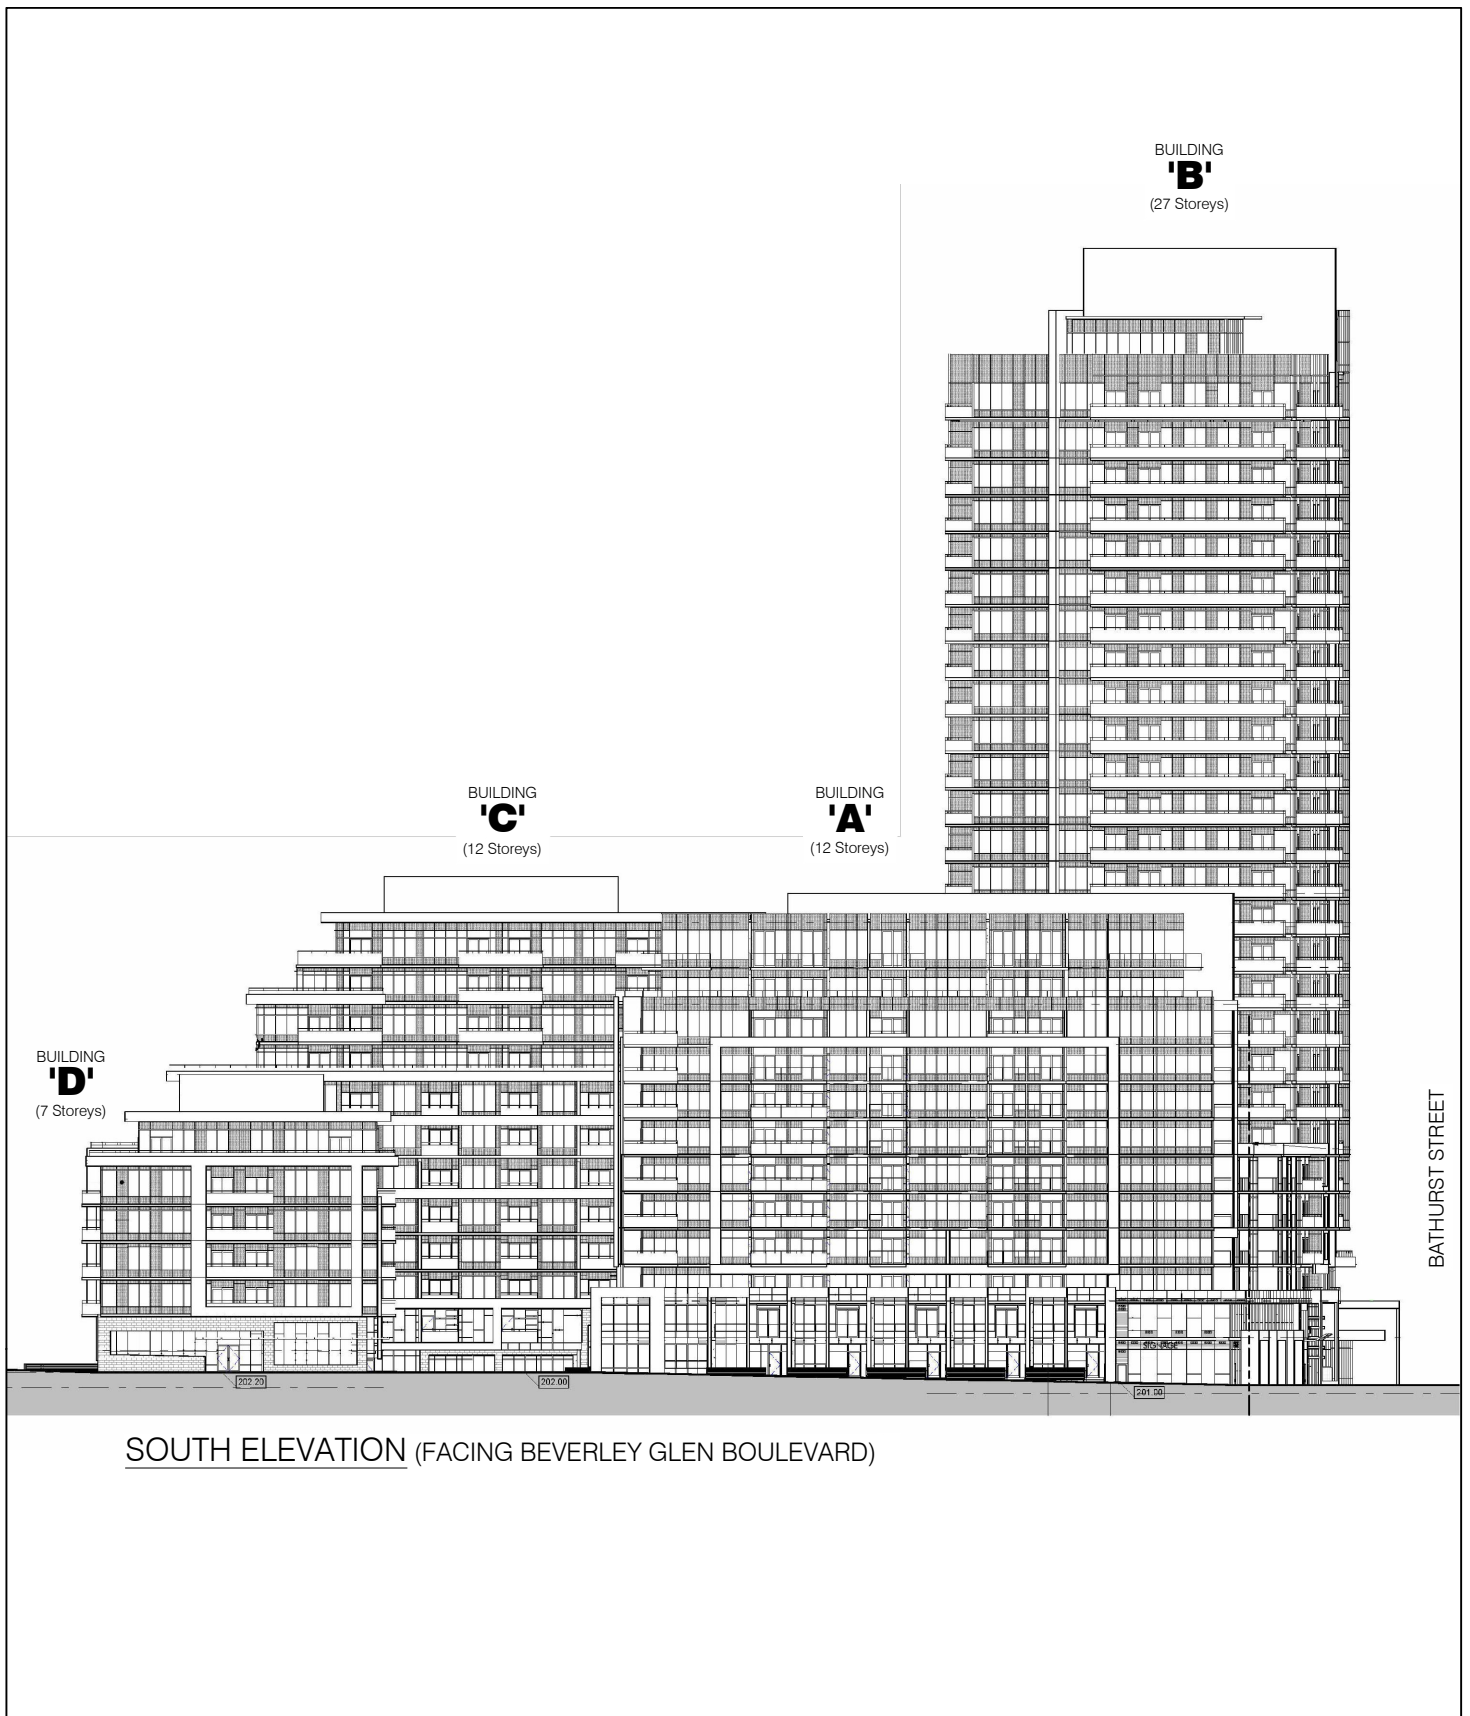 BUILDING
'B'
(27 Storeys)
BUILDING
'C'
(12 Storeys)
BUILDING
'A'
(12 Storeys)
BUILDING
'D'
(7 Storeys)
BATHURST STREET
SIGNAGE
202.20
202.00
201.00
SOUTH ELEVATION (FACING BEVERLEY GLEN BOULEVARD)